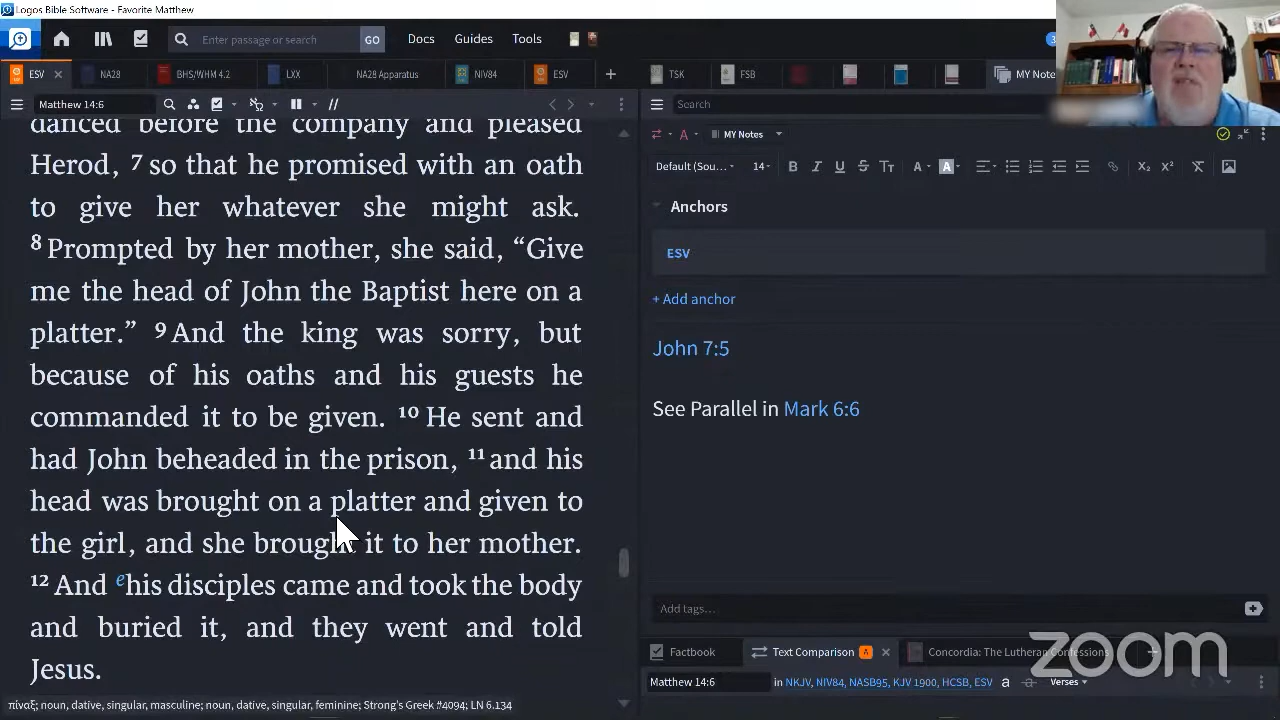 Logos Bible Software - Favorite Matthew
Enter passage or search GO Docs Guides Tools
ESV NA28 BHS/WHM 4.2 LXX NA28 Apparatus NIV84 ESV
Matthew 14:6
danced before the company and pleased
Herod, 7 so that he promised with an oath
to give her whatever she might ask.
8 Prompted by her mother, she said, “Give
me the head of John the Baptist here on a
platter.” 9 And the king was sorry, but
because of his oaths and his guests he
commanded it to be given. 10 He sent and
had John beheaded in the prison, 11 and his
head was brought on a platter and given to
the girl, and she brought it to her mother.
12 And e his disciples came and took the body
and buried it, and they went and told
Jesus.
πίναξ; noun, dative, singular, masculine; noun, dative, singular, feminine; Strong's Greek #4094; LN 6.134
TSK FSB MY Note
Search
MY Notes
Default (Sou... 14
Anchors
ESV
+ Add anchor
John 7:5
See Parallel in Mark 6:6
Add tags...
Factbook Text Comparison A Concordia: The Lutheran Confessions
Matthew 14:6 in NKJV, NIV84, NASB95, KJV 1900, HCSB, ESV a a Verses
zoom